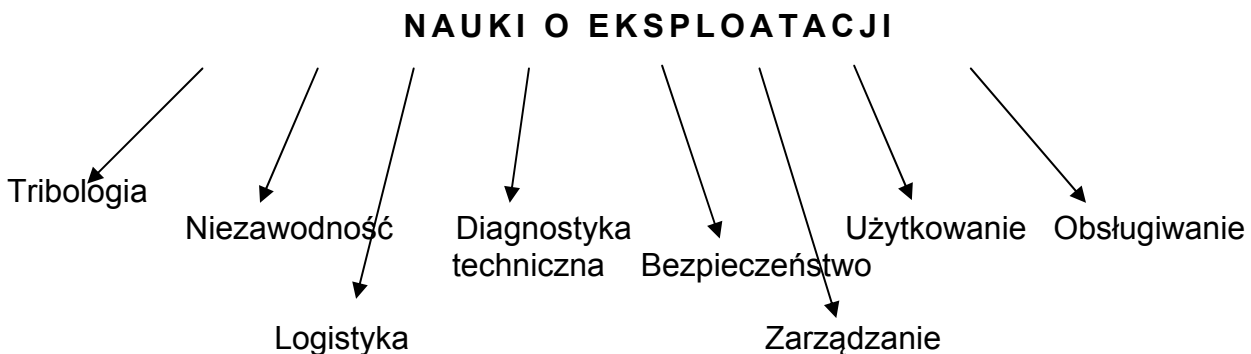 NAUKI O EKSPLOATACJI
Tribologia
Niezawodność
Diagnostyka
techniczna
Bezpieczeństwo
Użytkowanie
Obsługiwanie
Logistyka
Zarządzanie